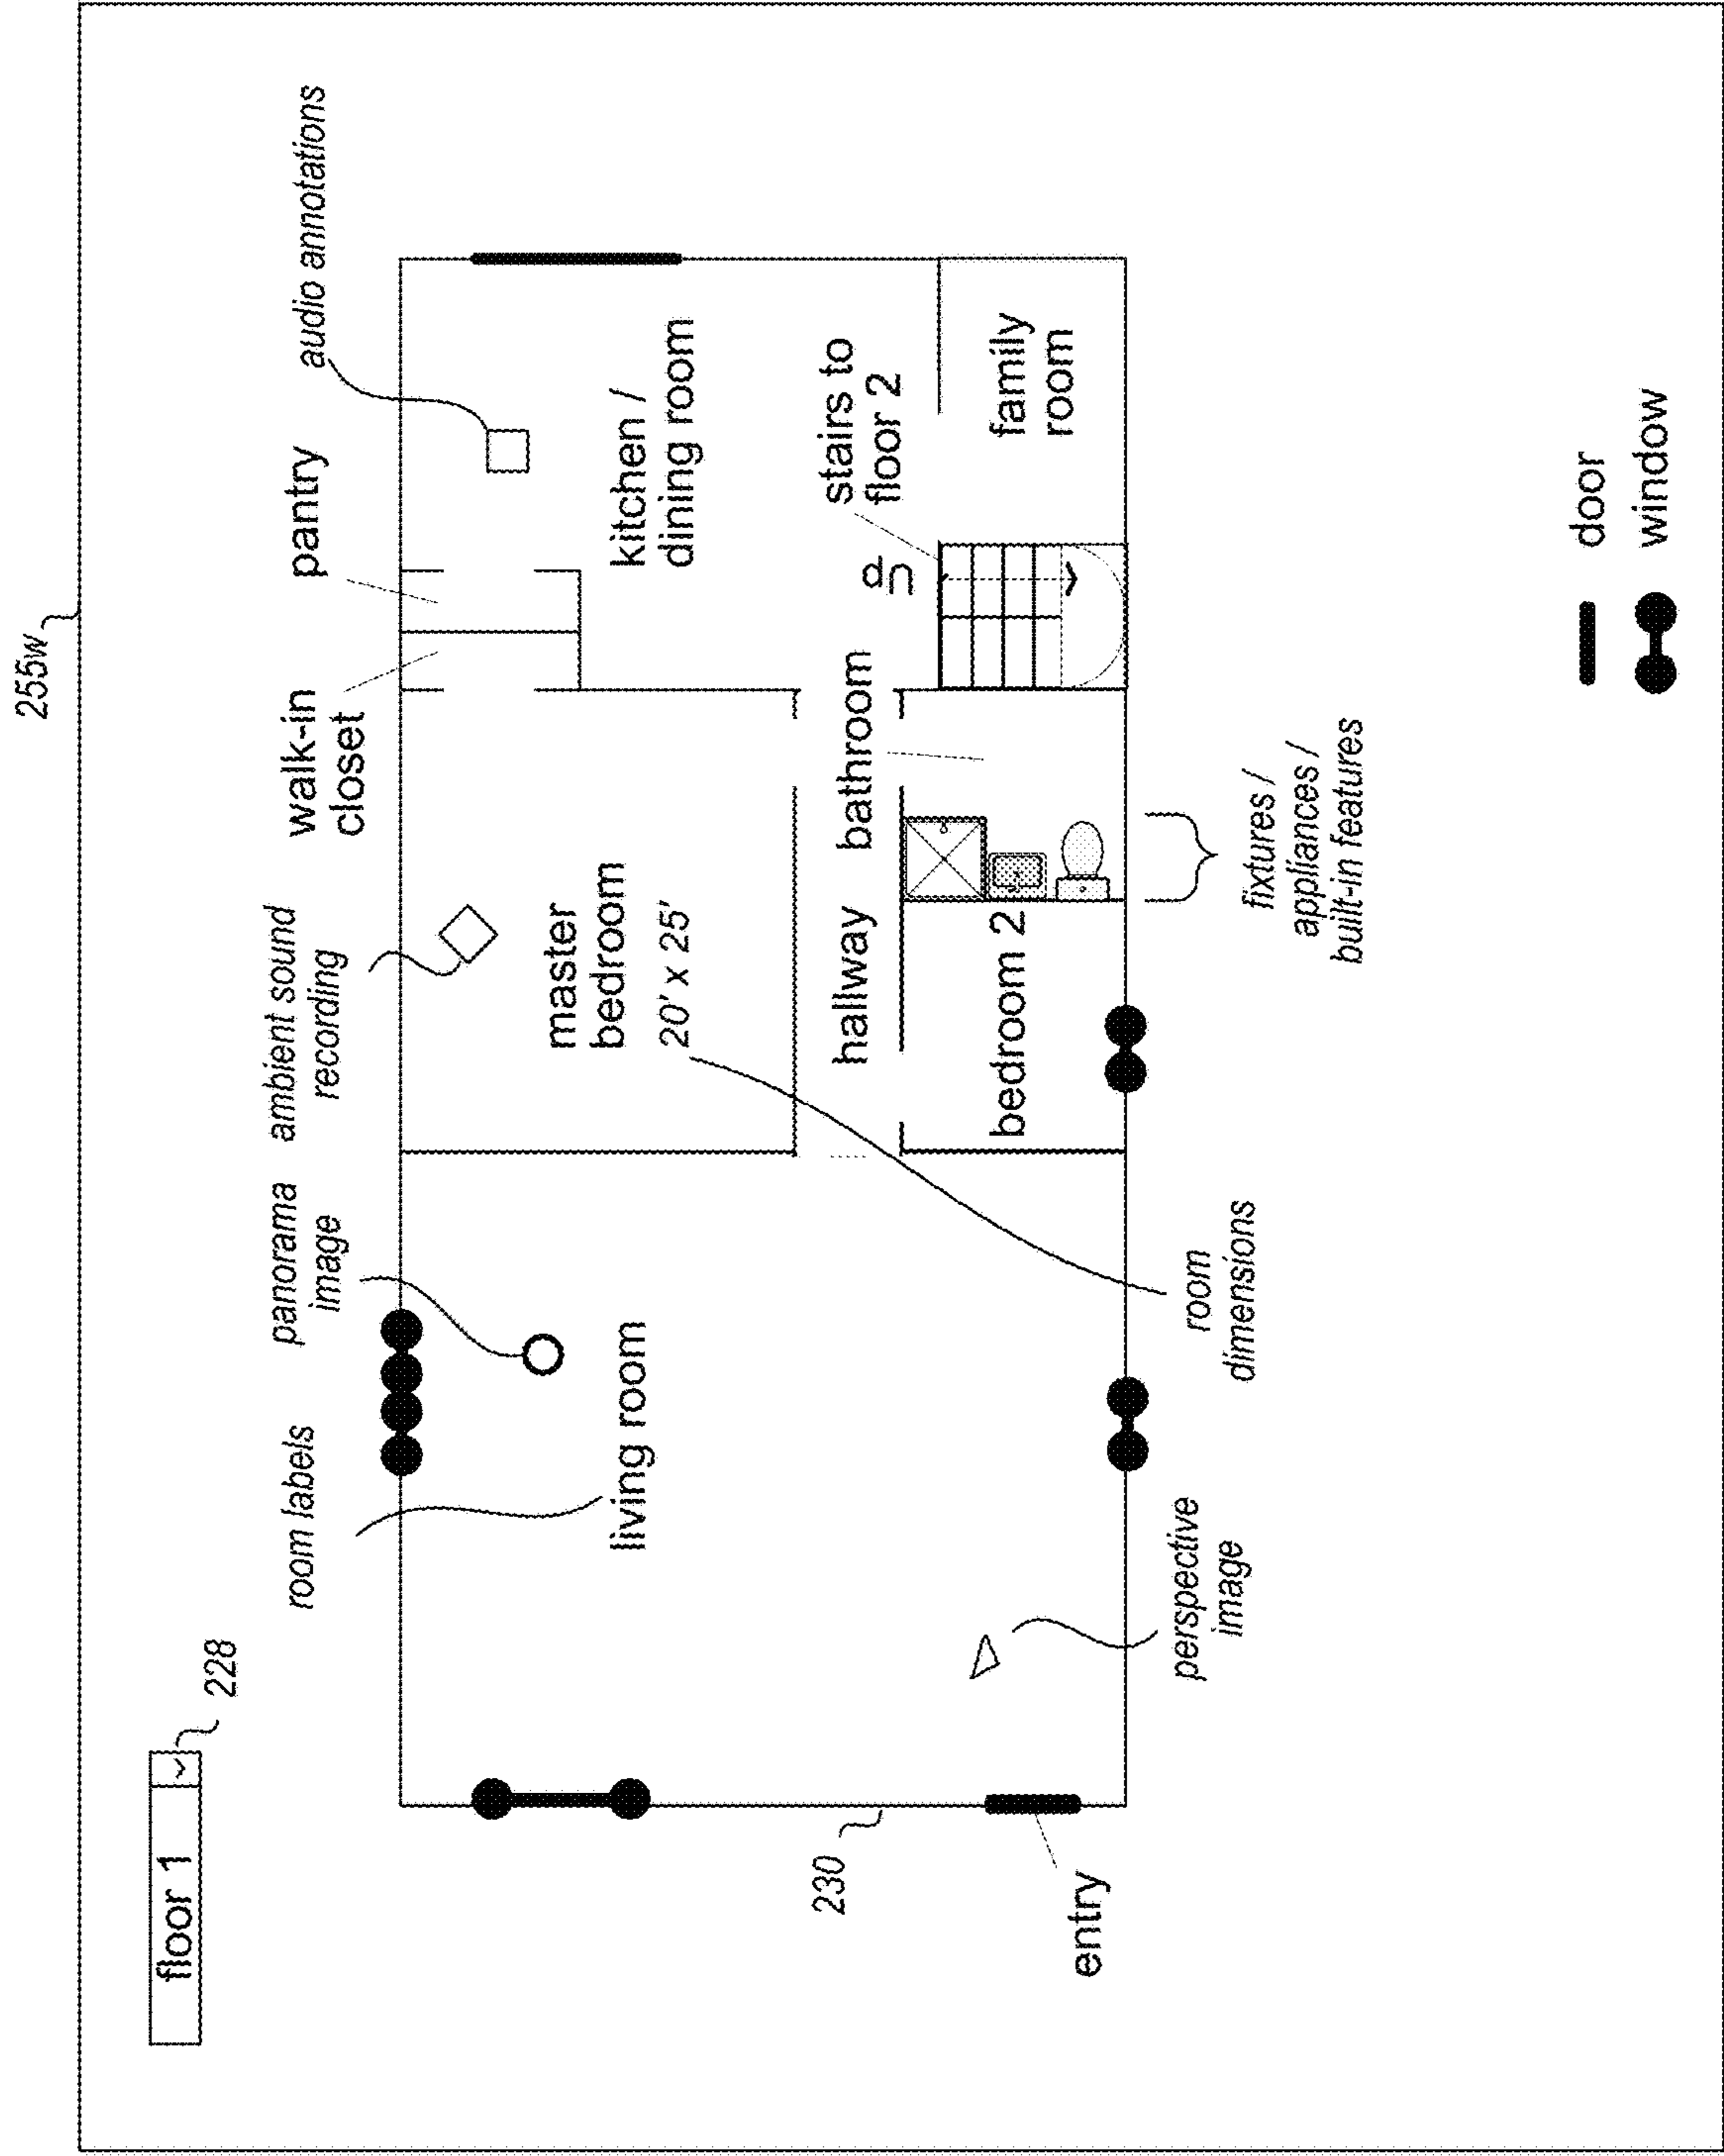 255w
floor 1
228
room labels
panorama
image
ambient sound
recording
walk-in
closet
pantry
audio annotations
living room
master
bedroom
20' x 25'
kitchen /
dining room
hallway
bathroom
up
stairs to
floor 2
bedroom 2
family
room
230
entry
perspective
image
room
dimensions
fixtures /
appliances /
built-in features
door
window